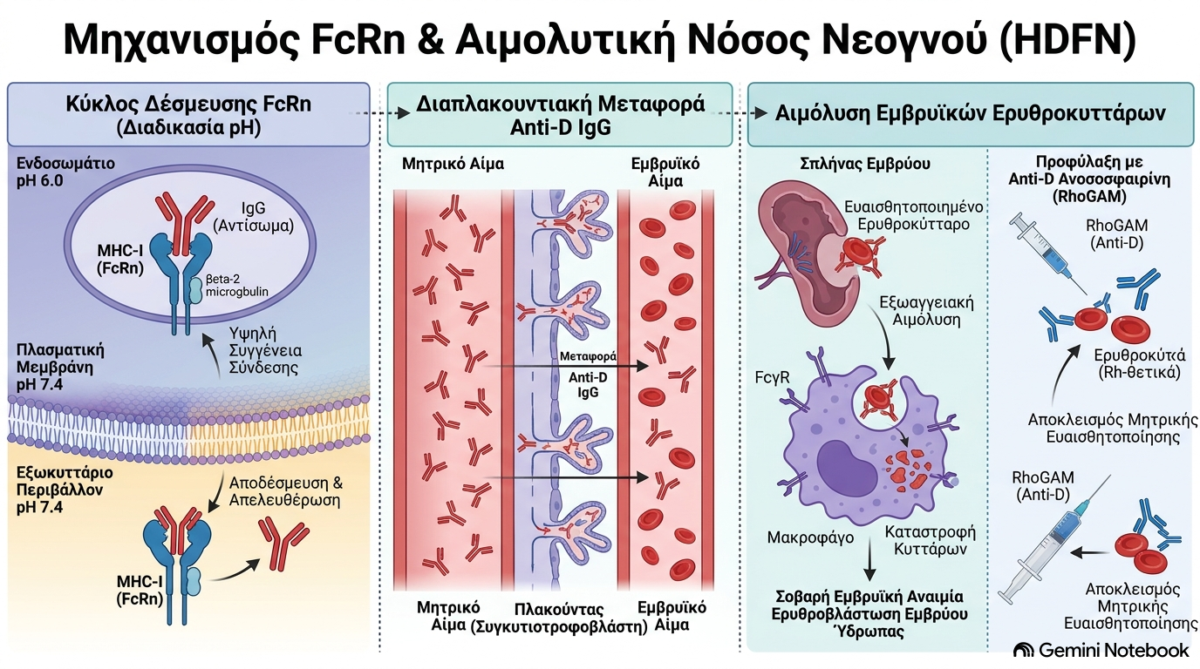 Μηχανισμός FcRn & Αιμολυτική Νόσος Νεογνού (HDFN)
Κύκλος Δέσμευσης FcRn
(Διαδικασία pH)
Ενδοσωμάτιο
pH 6.0
IgG
(Αντίσωμα)
MHC-I
(FcRn)
βeta-2
microgbulin
Υψηλή
Συγγένεια
Σύνδεσης
Πλασματική
Μεμβράνη
pH 7.4
Εξωκυττάριο
Περιβάλλον
pH 7.4
Αποδέσμευση &
Απελευθέρωση
MHC-I
(FcRn)
Διαπλακουντιακή Μεταφορά
Anti-D IgG
Μητρικό Αίμα
Εμβρυϊκό
Αίμα
Μεταφορά
Anti-D
IgG
Μητρικό
Αίμα
Πλακούντας
(Συγκυτιοτροφοβλάστη)
Εμβρυϊκό
Αίμα
Αιμόλυση Εμβρυϊκών Ερυθροκυττάρων
Σπλήνας Εμβρύου
Ευαισθητοποιημένο
Ερυθροκύτταρο
Εξωαγγειακή
Αιμόλυση
FcγR
Μακροφάγο
Καταστροφή
Κυττάρων
Σοβαρή Εμβρυϊκή Αναιμία
Ερυθροβλάστωση Εμβρύου
Ύδρωπας
Προφύλαξη με
Anti-D Ανοσοσφαιρίνη
(RhoGAM)
RhoGAM
(Anti-D)
Ερυθροκύτταρα
(Rh-θετικά)
Αποκλεισμός Μητρικής
Ευαισθητοποίησης
RhoGAM
(Anti-D)
Αποκλεισμός
Μητρικής
Ευαισθητοποίησης
Gemini Notebook